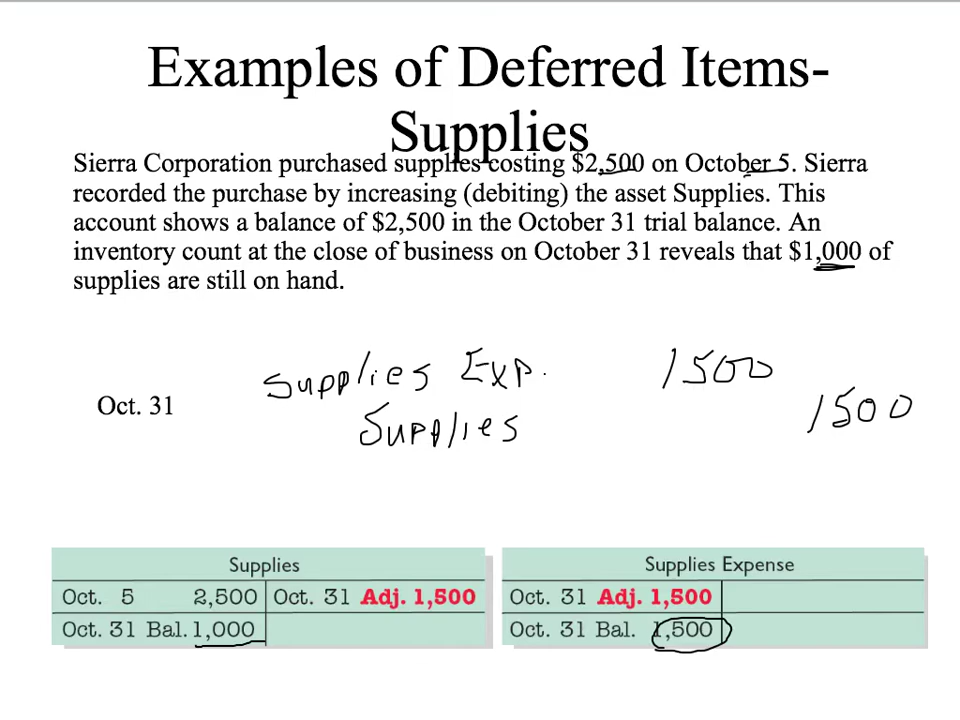 Examples of Deferred Items-
Supplies
Sierra Corporation purchased supplies costing $2,500 on October 5. Sierra
recorded the purchase by increasing (debiting) the asset Supplies. This
account shows a balance of $2,500 in the October 31 trial balance. An
inventory count at the close of business on October 31 reveals that $1,000 of
supplies are still on hand.
Supplies Exp. 1500
Oct. 31
Supplies 1500
Supplies
Oct. 5 2,500 Oct. 31 Adj. 1,500
Oct. 31 Bal. 1,000
Supplies Expense
Oct. 31 Adj. 1,500
Oct. 31 Bal. 1,500